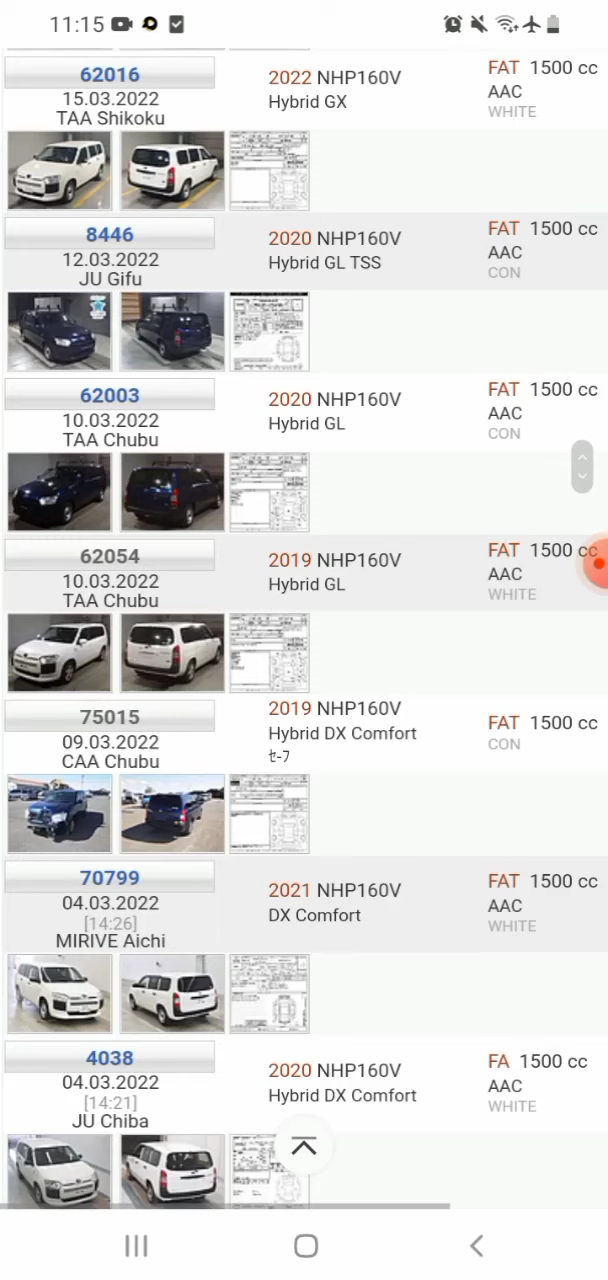 11:15
62016
15.03.2022
TAA Shikoku
2022 NHP160V
Hybrid GX
FAT 1500 cc
AAC
WHITE
8446
12.03.2022
JU Gifu
2020 NHP160V
Hybrid GL TSS
FAT 1500 cc
AAC
CON
62003
10.03.2022
TAA Chubu
2020 NHP160V
Hybrid GL
FAT 1500 cc
AAC
CON
62054
10.03.2022
TAA Chubu
2019 NHP160V
Hybrid GL
FAT 1500 cc
AAC
WHITE
75015
09.03.2022
CAA Chubu
2019 NHP160V
Hybrid DX Comfort
ｾ-ﾌ
FAT 1500 cc
CON
70799
04.03.2022
[14:26]
MIRIVE Aichi
2021 NHP160V
DX Comfort
FAT 1500 cc
AAC
WHITE
4038
04.03.2022
[14:21]
JU Chiba
2020 NHP160V
Hybrid DX Comfort
FA 1500 cc
AAC
WHITE